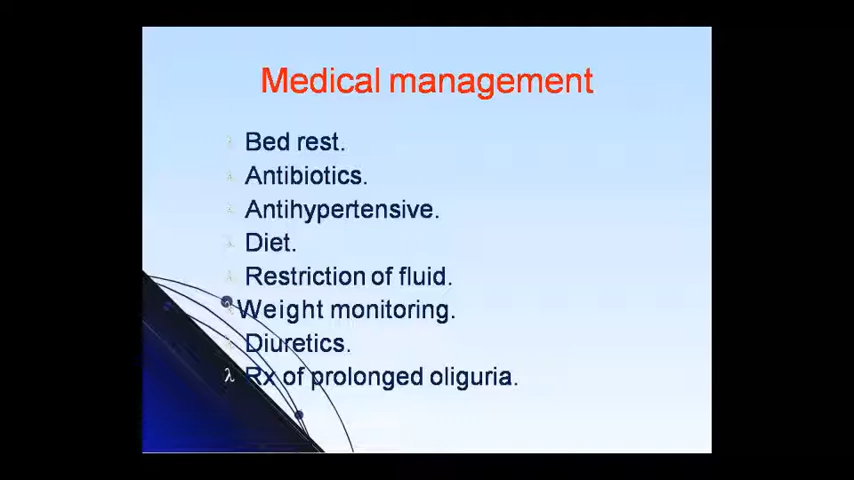 Medical management
Bed rest.
Antibiotics.
Antihypertensive.
Diet.
Restriction of fluid.
Weight monitoring.
Diuretics.
λ Rx of prolonged oliguria.